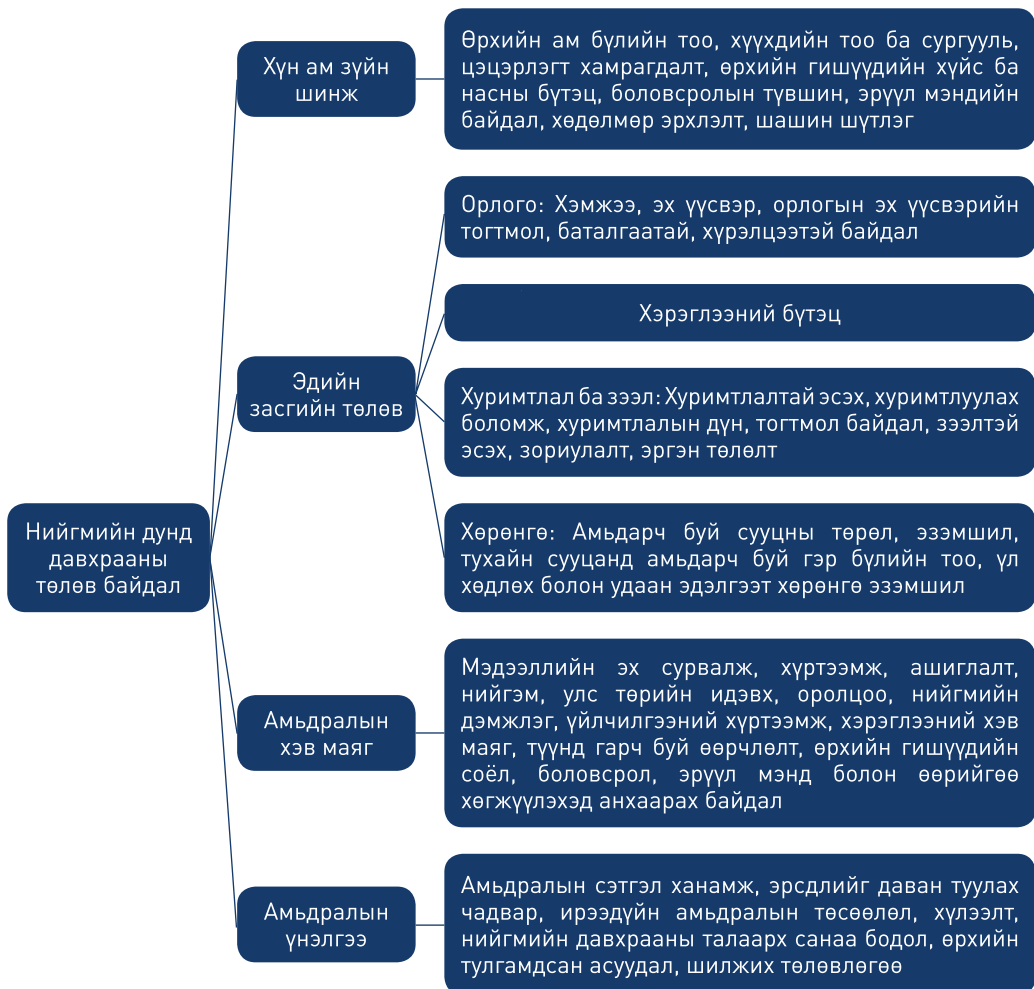 Нийгмийн дунд
давхрааны
төлөв байдал
Хүн ам зүйн
шинж
Өрхийн ам бүлийн тоо, хүүхдийн тоо ба сургууль,
цэцэрлэгт хамрагдалт, өрхийн гишүүдийн хүйс ба
насны бүтэц, боловсролын түвшин, эрүүл мэндийн
байдал, хөдөлмөр эрхлэлт, шашин шүтлэг
Эдийн
засгийн төлөв
Орлого: Хэмжээ, эх үүсвэр, орлогын эх үүсвэрийн
тогтмол, баталгаатай, хүрэлцээтэй байдал
Хэрэглээний бүтэц
Хуримтлал ба зээл: Хуримтлалтай эсэх, хуримтлуулах
боломж, хуримтлалын дүн, тогтмол байдал, зээлтэй
эсэх, зориулалт, эргэн төлөлт
Хөрөнгө: Амьдарч буй сууцны төрөл, эзэмшил,
тухайн сууцанд амьдарч буй гэр бүлийн тоо, үл
хөдлөх болон удаан эдэлгээт хөрөнгө эзэмшил
Амьдралын
хэв маяг
Мэдээллийн эх сурвалж, хүртээмж, ашиглалт,
нийгэм, улс төрийн идэвх, оролцоо, нийгмийн
дэмжлэг, үйлчилгээний хүртээмж, хэрэглээний хэв
маяг, түүнд гарч буй өөрчлөлт, өрхийн гишүүдийн
соёл, боловсрол, эрүүл мэнд болон өөрийгөө
хөгжүүлэхэд анхаарах байдал
Амьдралын
үнэлгээ
Амьдралын сэтгэл ханамж, эрсдлийг даван туулах
чадвар, ирээдүйн амьдралын төсөөлөл, хүлээлт,
нийгмийн давхрааны талаарх санаа бодол, өрхийн
тулгамдсан асуудал, шилжих төлөвлөгөө